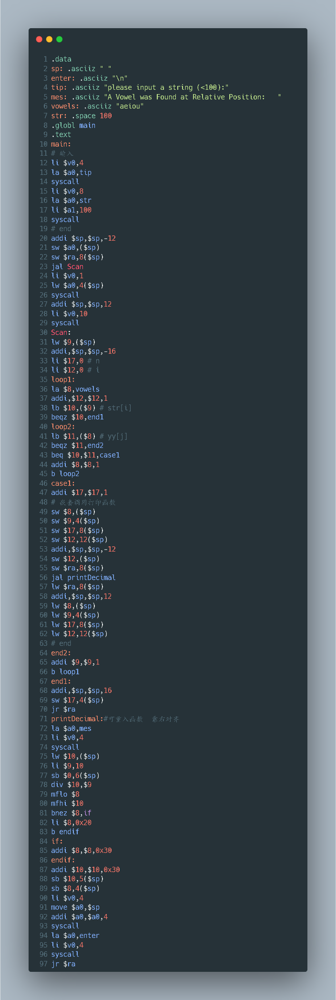 1 .data
2 sp: .asciiz " "
3 enter: .asciiz "\n"
4 tip: .asciiz "please input a string (<100):"
5 mes: .asciiz "A Vowel was Found at Relative Position:   "
6 vowels: .asciiz "aeiou"
7 str: .space 100
8 .globl main
9 .text
10 main:
11 # 输入
12 li $v0,4
13 la $a0,tip
14 syscall
15 li $v0,8
16 la $a0,str
17 li $a1,100
18 syscall
19 # end
20 addi $sp,$sp,-12
21 sw $a0,($sp)
22 sw $ra,8($sp)
23 jal Scan
24 li $v0,1
25 lw $a0,4($sp)
26 syscall
27 addi $sp,$sp,12
28 li $v0,10
29 syscall
30 Scan:
31 lw $9,($sp)
32 addi,$sp,$sp,-16
33 li $17,0 # n
34 li $12,0 # i
35 loop1:
36 la $8,vowels
37 addi,$12,$12,1
38 lb $10,($9) # str[i]
39 beqz $10,end1
40 loop2:
41 lb $11,($8) # yy[j]
42 beqz $11,end2
43 beq $10,$11,case1
44 addi $8,$8,1
45 b loop2
46 case1:
47 addi $17,$17,1
48 # 嵌套调用打印函数
49 sw $8,($sp)
50 sw $9,4($sp)
51 sw $17,8($sp)
52 sw $12,12($sp)
53 addi,$sp,$sp,-12
54 sw $12,($sp)
55 sw $ra,8($sp)
56 jal printDecimal
57 lw $ra,8($sp)
58 addi,$sp,$sp,12
59 lw $8,($sp)
60 lw $9,4($sp)
61 lw $17,8($sp)
62 lw $12,12($sp)
63 # end
64 end2:
65 addi $9,$9,1
66 b loop1
67 end1:
68 addi,$sp,$sp,16
69 sw $17,4($sp)
70 jr $ra
71 printDecimal:#可重入函数  靠右对齐
72 la $a0,mes
73 li $v0,4
74 syscall
75 lw $10,($sp)
76 li $9,10
77 sb $0,6($sp)
78 div $10,$9
79 mflo $8
80 mfhi $10
81 bnez $8,if
82 li $8,0x20
83 b endif
84 if:
85 addi $8,$8,0x30
86 endif:
87 addi $10,$10,0x30
88 sb $10,5($sp)
89 sb $8,4($sp)
90 li $v0,4
91 move $a0,$sp
92 addi $a0,$a0,4
93 syscall
94 la $a0,enter
95 li $v0,4
96 syscall
97 jr $ra